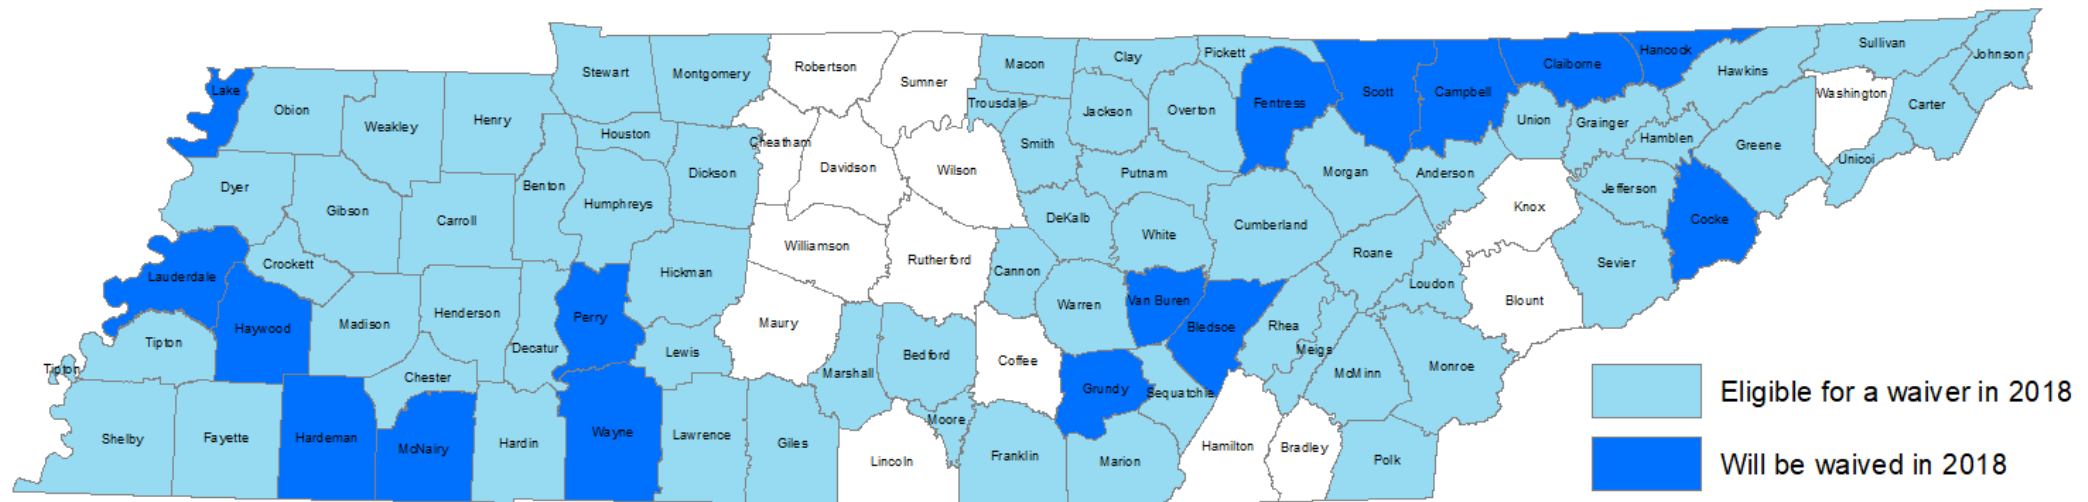 Lake
Obion
Weakley
Henry
Stewart
Montgomery
Robertson
Sumner
Macon
Clay
Pickett
Fentress
Scott
Campbell
Claiborne
Hancock
Hawkins
Sullivan
Johnson
Washington
Carter
Trousdale
Jackson
Overton
Union
Grainger
Hamblen
Greene
Unicoi
Houston
Cheatham
Davidson
Wilson
Smith
Putnam
Morgan
Anderson
Jefferson
Dyer
Gibson
Carroll
Benton
Humphreys
Dickson
DeKalb
White
Cumberland
Knox
Cocke
Lauderdale
Crockett
Hickman
Williamson
Rutherford
Cannon
Warren
Van Buren
Bledsoe
Roane
Loudon
Blount
Sevier
Haywood
Madison
Henderson
Perry
Maury
Rhea
Tipton
Tipton
Decatur
Lewis
Chester
Marshall
Bedford
Coffee
Grundy
Sequatchie
Meigs
McMinn
Monroe
Shelby
Fayette
Hardeman
McNairy
Hardin
Wayne
Lawrence
Giles
Lincoln
Moore
Franklin
Marion
Hamilton
Bradley
Polk
Eligible for a waiver in 2018
Will be waived in 2018